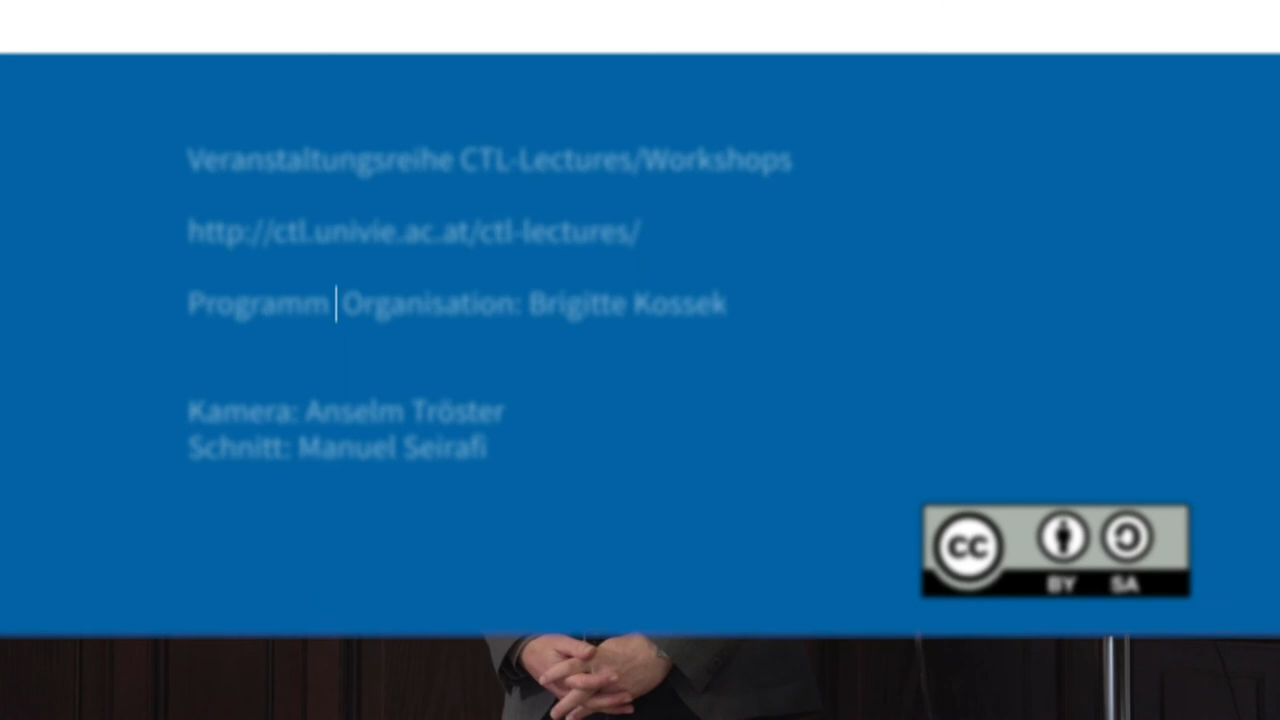 Veranstaltungsreihe CTL-Lectures/Workshops
http://ctl.univie.ac.at/ctl-lectures/
Programm | Organisation: Brigitte Kossek
Kamera: Anselm Tröster
Schnitt: Manuel Seirafi
cc
BY SA